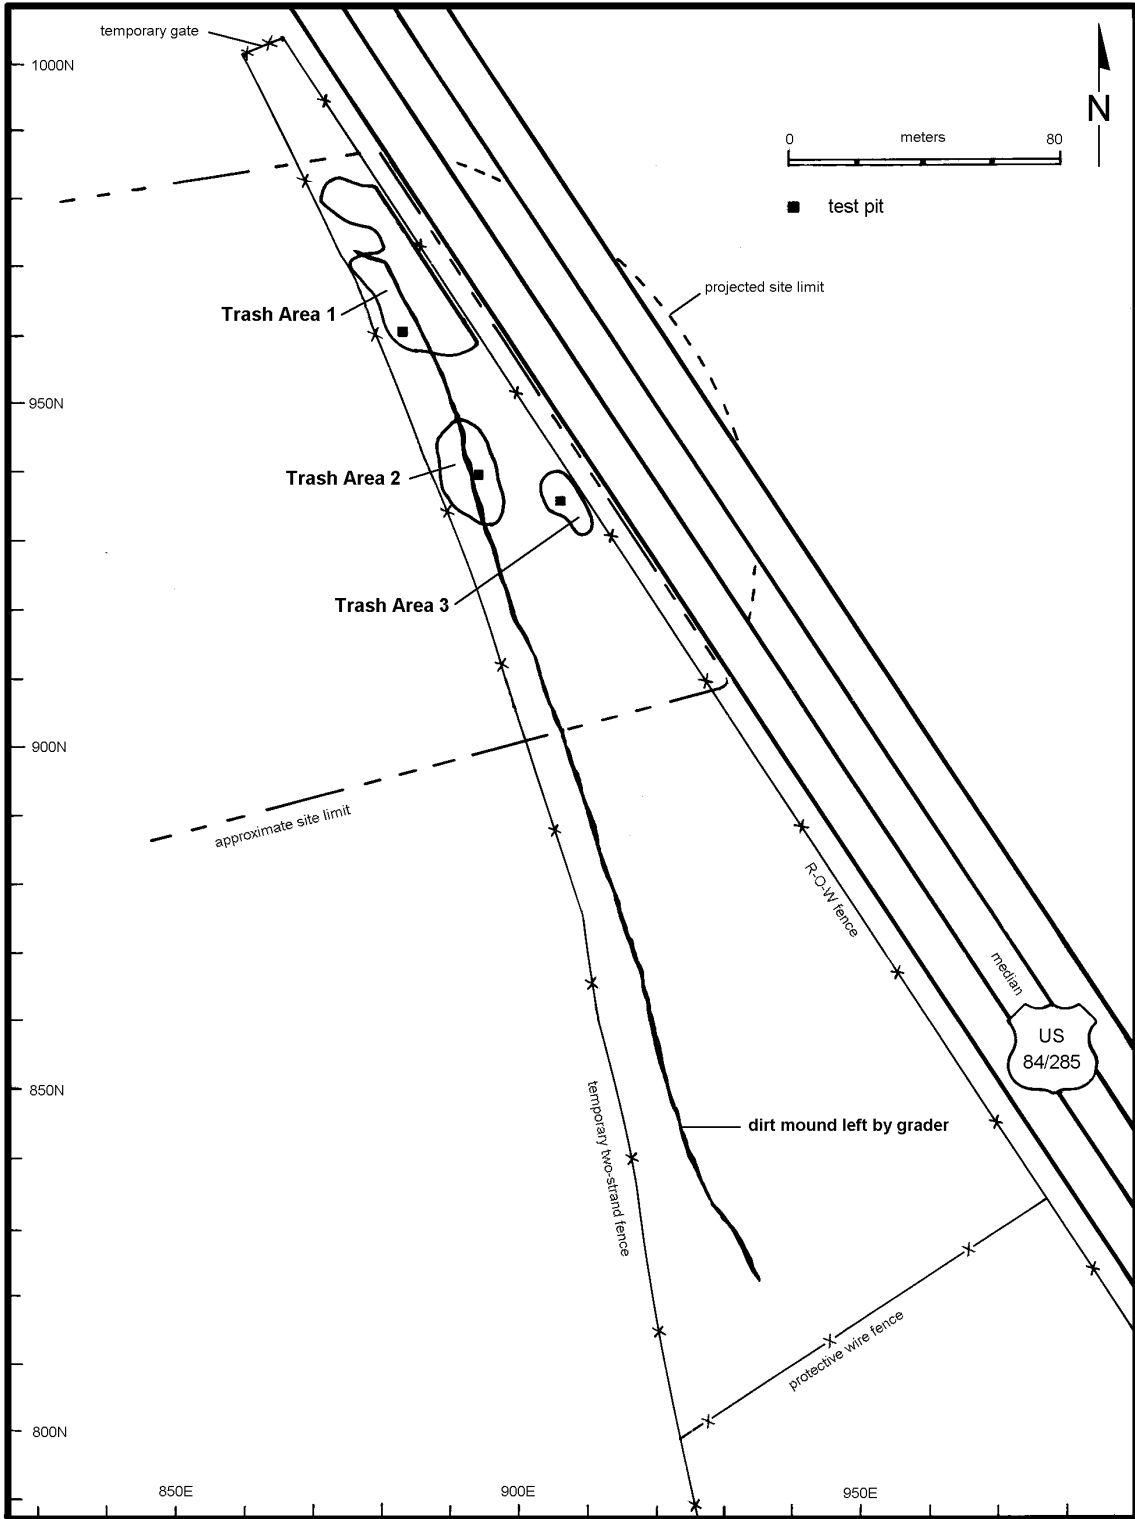 temporary gate
1000N
N
0 meters 80
test pit
projected site limit
Trash Area 1
950N
Trash Area 2
Trash Area 3
900N
approximate site limit
R-O-W fence
median
US
84/285
850N
temporary two-strand fence
dirt mound left by grader
protective wire fence
800N
850E 900E 950E